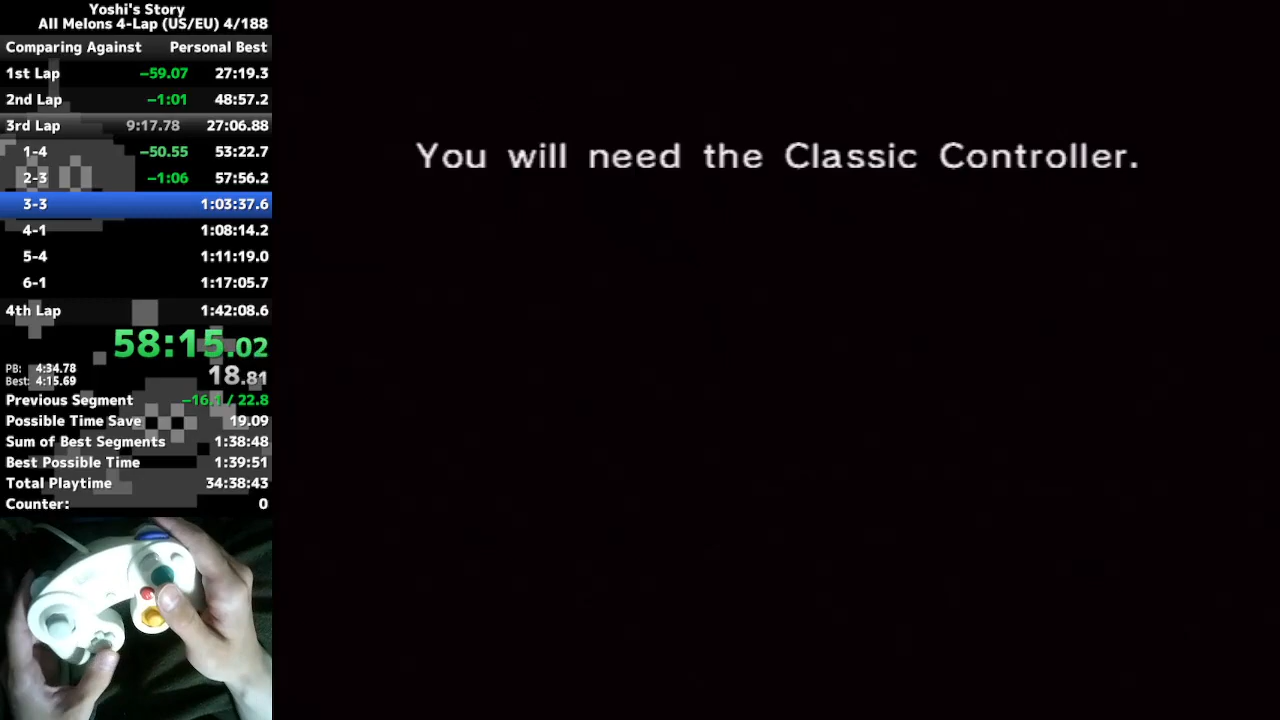 Yoshi's Story
All Melons 4-Lap (US/EU) 4/188
Comparing Against Personal Best
1st Lap −59.07 27:19.3
2nd Lap −1:01 48:57.2
3rd Lap 9:17.78 27:06.88
1-4 −50.55 53:22.7
2-3 −1:06 57:56.2
3-3 1:03:37.6
4-1 1:08:14.2
5-4 1:11:19.0
6-1 1:17:05.7
4th Lap 1:42:08.6
58:15.02
PB: 4:34.78
Best: 4:15.69
18.81
Previous Segment −16.1 / 22.8
Possible Time Save 19.09
Sum of Best Segments 1:38:48
Best Possible Time 1:39:51
Total Playtime 34:38:43
Counter: 0
You will need the Classic Controller.